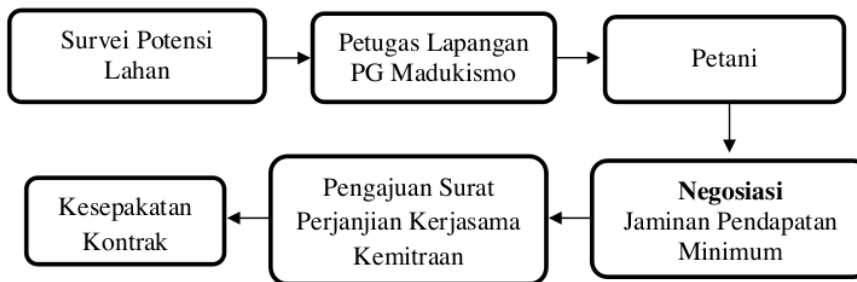 Survei Potensi
Lahan
Petugas Lapangan
PG Madukismo
Petani
Negosiasi
Jaminan Pendapatan
Minimum
Pengajuan Surat
Perjanjian Kerjasama
Kemitraan
Kesepakatan
Kontrak